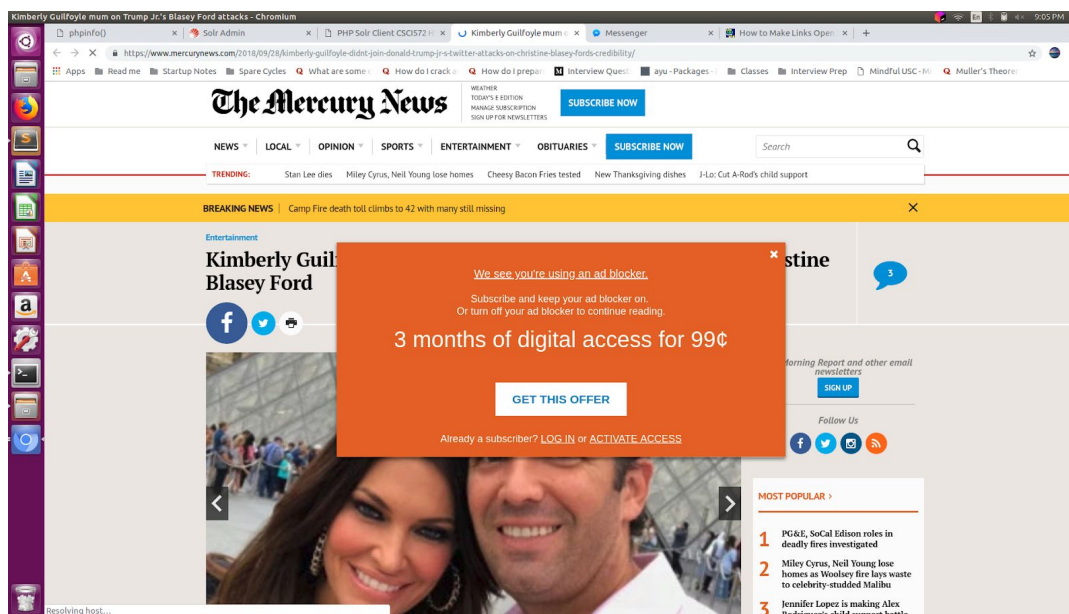 Kimberly Guilfoyle mum on Trump Jr.'s Blasey Ford attacks - Chromium
En
9:05 PM
phpinfo()
Solr Admin
PHP Solr Client CSCI572 H
Kimberly Guilfoyle mum o
Messenger
How to Make Links Open
https://www.mercurynews.com/2018/09/28/kimberly-guilfoyle-didnt-join-donald-trump-jr-s-twitter-attacks-on-christine-blasey-fords-credibility/
Apps Read me Startup Notes Spare Cycles What are some How do I crack a How do I prepar Interview Quest ayu - Packages - Classes Interview Prep Mindful USC - Mi Muller's Theorer
The Mercury News
WEATHER
TODAY'S E EDITION
MANAGE SUBSCRIPTION
SIGN UP FOR NEWSLETTERS
SUBSCRIBE NOW
NEWS LOCAL OPINION SPORTS ENTERTAINMENT OBITUARIES SUBSCRIBE NOW Search
TRENDING: Stan Lee dies Miley Cyrus, Neil Young lose homes Cheesy Bacon Fries tested New Thanksgiving dishes J-Lo: Cut A-Rod's child support
BREAKING NEWS Camp Fire death toll climbs to 42 with many still missing
Entertainment
Kimberly Guil stine
Blasey Ford
3
We see you're using an ad blocker.
Subscribe and keep your ad blocker on.
Or turn off your ad blocker to continue reading.
3 months of digital access for 99¢
GET THIS OFFER
Already a subscriber? LOG IN or ACTIVATE ACCESS
Morning Report and other email
newsletters
SIGN UP
Follow Us
MOST POPULAR >
1 PG&E, SoCal Edison roles in
deadly fires investigated
2 Miley Cyrus, Neil Young lose
homes as Woolsey fire lays waste
to celebrity-studded Malibu
3 Jennifer Lopez is making Alex
Rodriguez's child support battle
Resolving host...